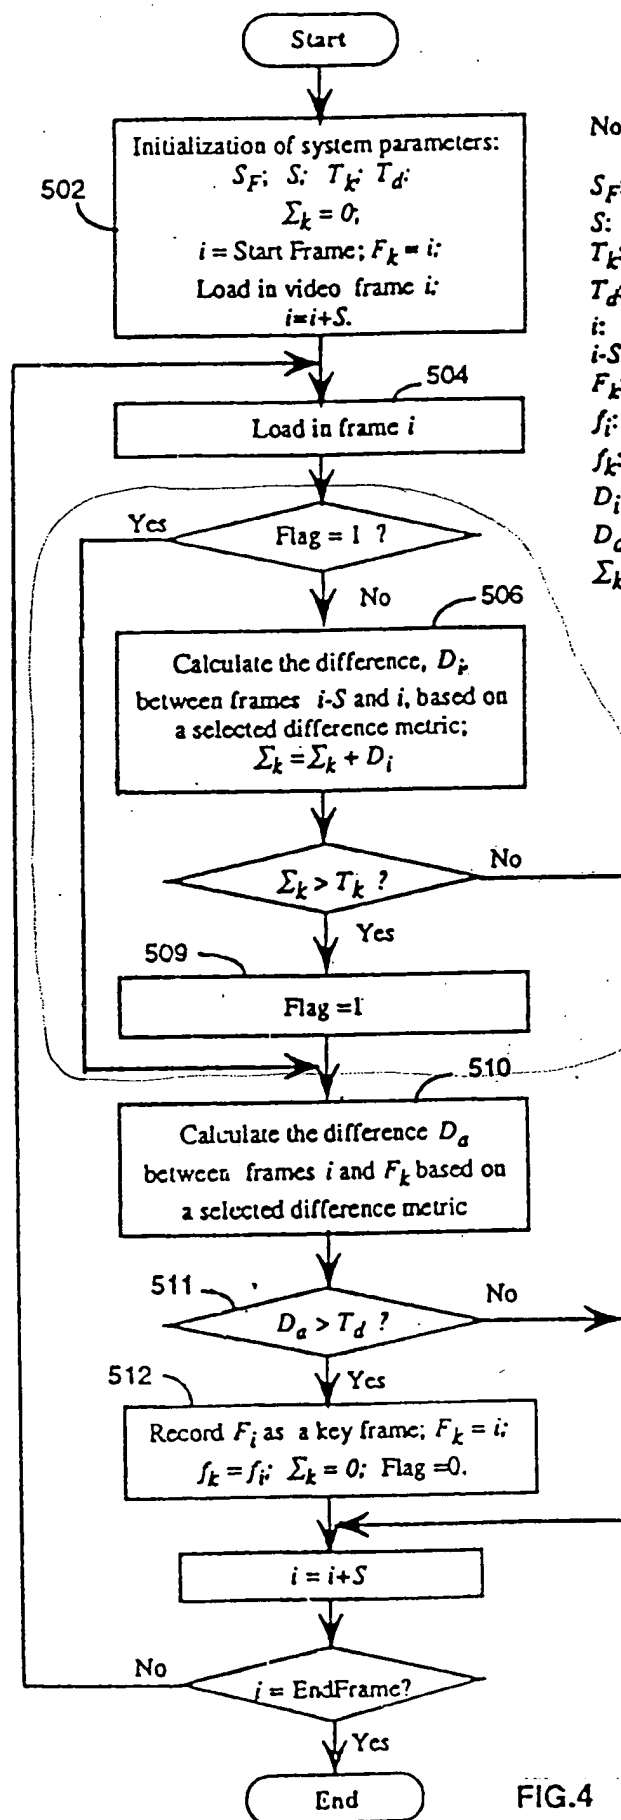 Start
Initialization of system parameters:
S_F; S; T_k; T_d;
Σ_k = 0;
i = Start Frame; F_k = i;
Load in video frame i;
i=i+S.
502
504
Load in frame i
Flag = 1 ?
Yes
No
506
Calculate the difference, D_i,
between frames i-S and i, based on
a selected difference metric;
Σ_k = Σ_k + D_i
Σ_k > T_k ?
No
Yes
509
Flag =1
510
Calculate the difference D_a
between frames i and F_k based on
a selected difference metric
511
D_a > T_d ?
No
Yes
512
Record F_i as a key frame; F_k = i;
f_k = f_i; Σ_k = 0; Flag =0.
i = i+S
No
i = EndFrame?
Yes
End
FIG.4
No
S_F:
S:
T_k:
T_d:
i:
i-S
F_k:
f_i:
f_k:
D_i
D_a
Σ_k